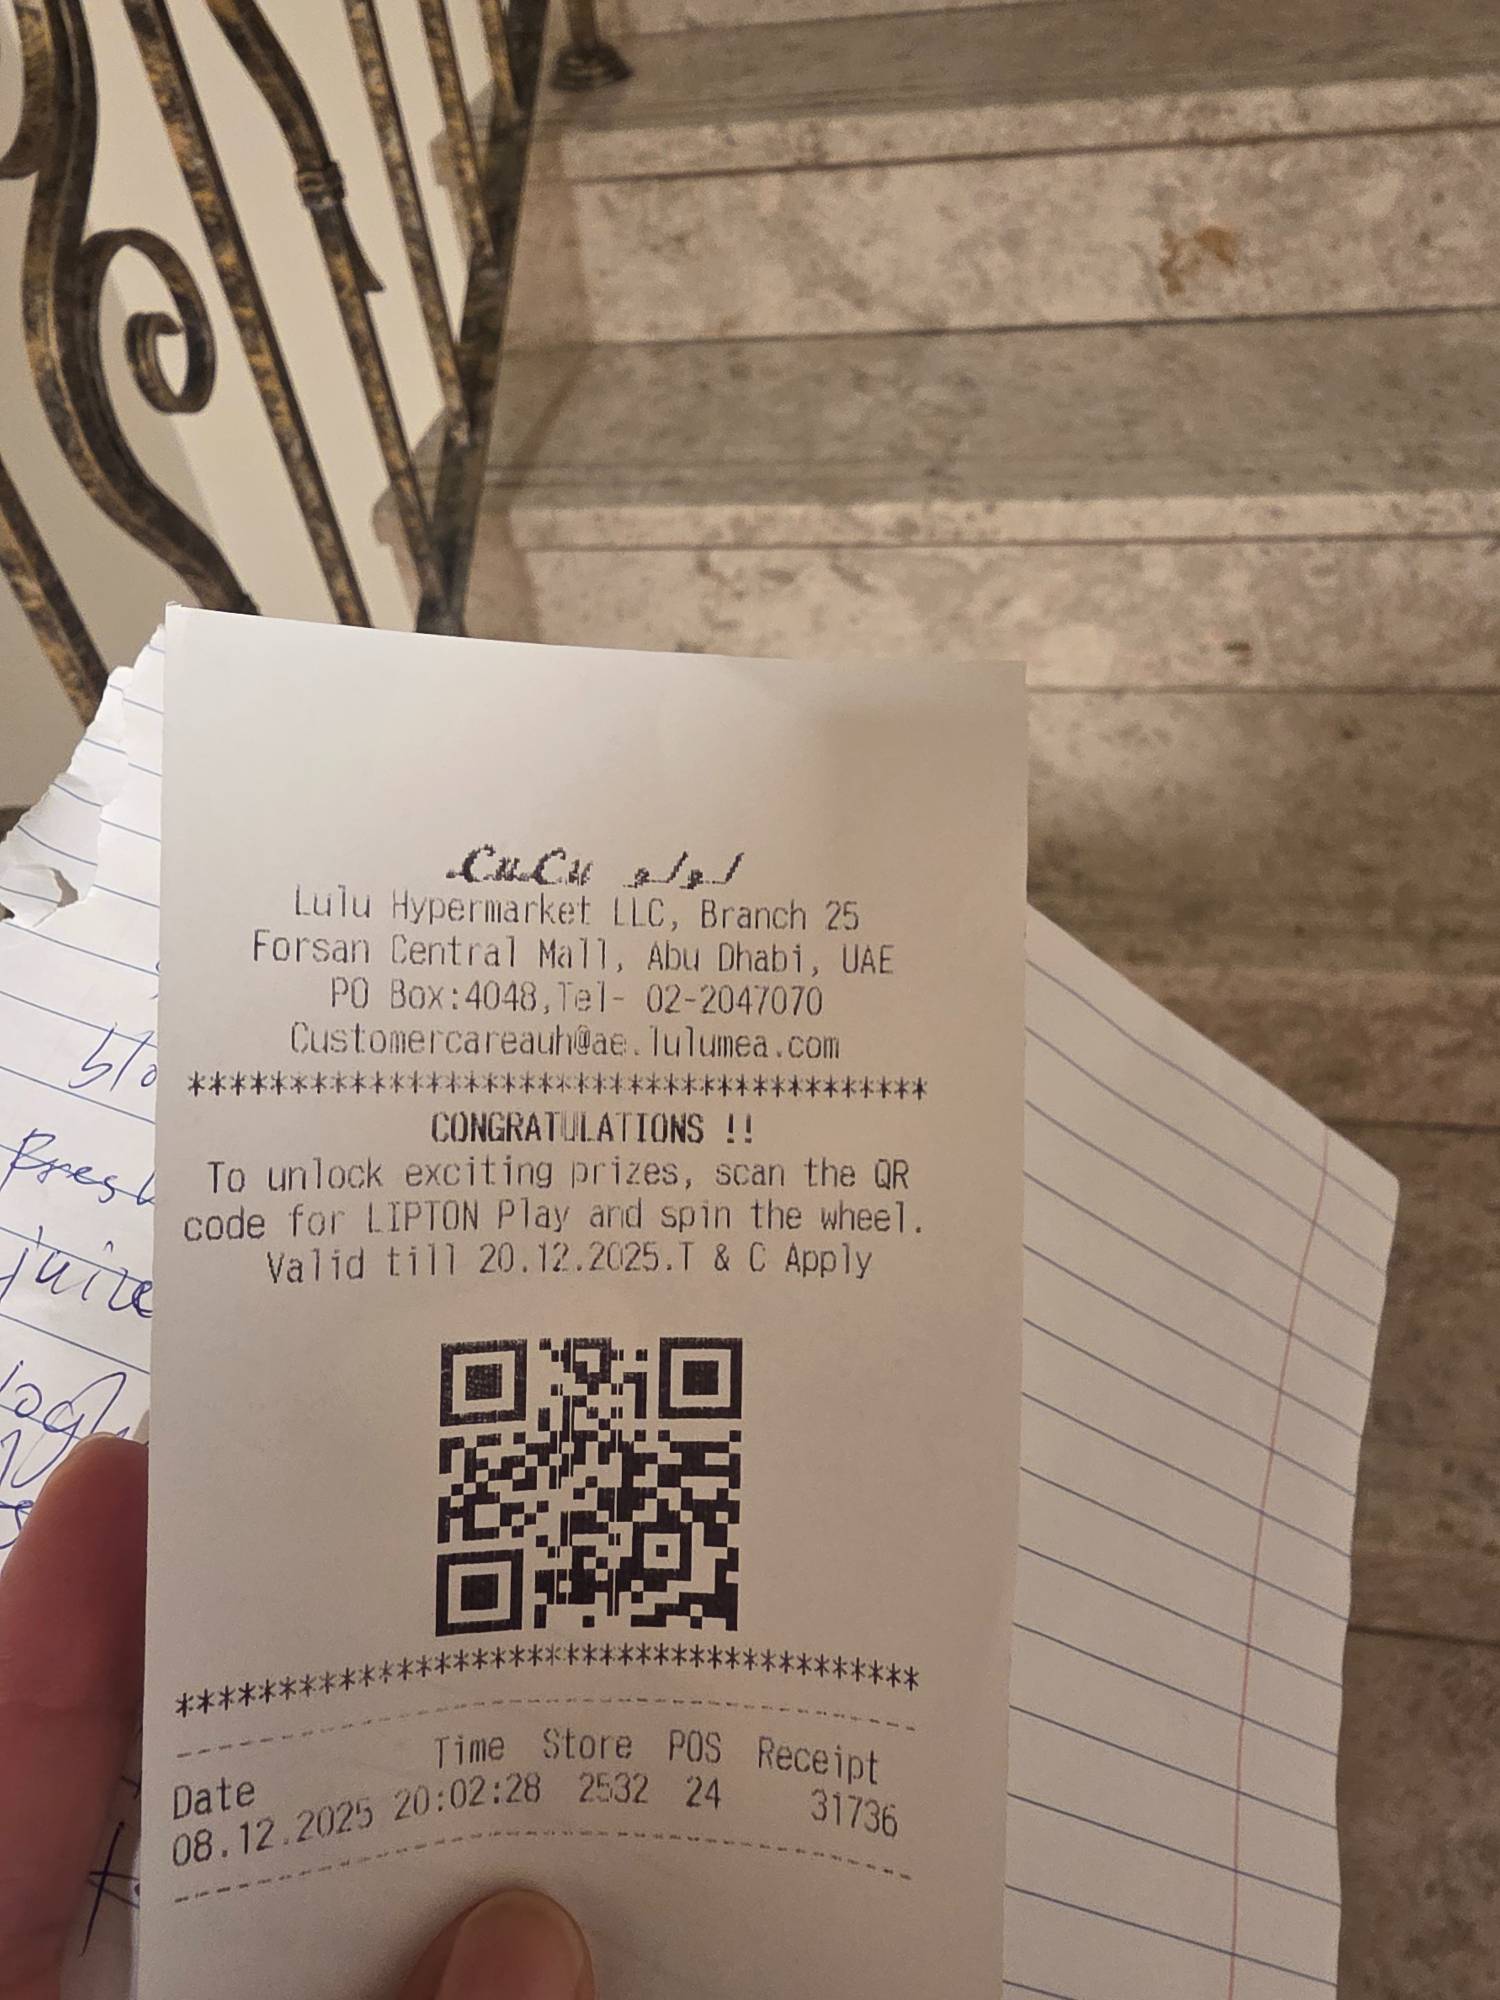 LuLu لولو
Lulu Hypermarket LLC, Branch 25
Forsan Central Mall, Abu Dhabi, UAE
PO Box:4048,Tel- 02-2047070
Customercareauh@ae.lulumea.com
****************************************
CONGRATULATIONS !!
To unlock exciting prizes, scan the QR
code for LIPTON Play and spin the wheel.
Valid till 20.12.2025.T & C Apply
****************************************
Date Time Store POS Receipt
08.12.2025 20:02:28 2532 24 31736
juice